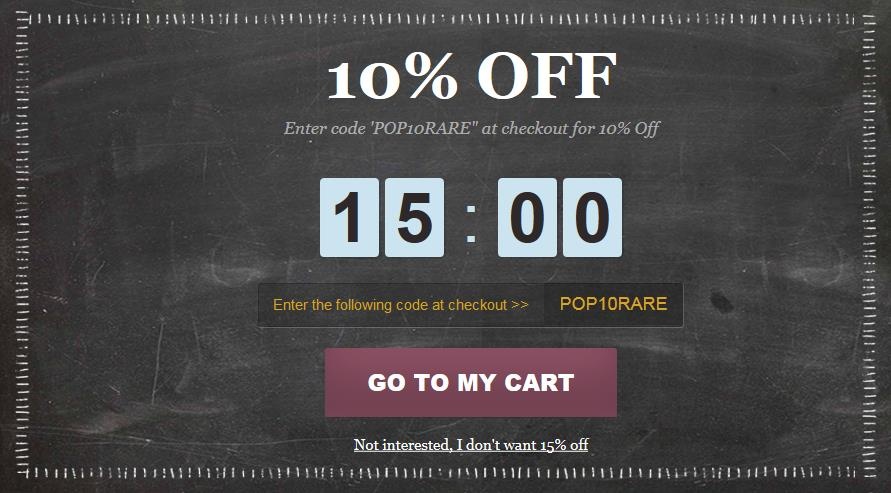 10% OFF
Enter code 'POP10RARE" at checkout for 10% Off
15:00
Enter the following code at checkout >> POP10RARE
GO TO MY CART
Not interested, I don't want 15% off